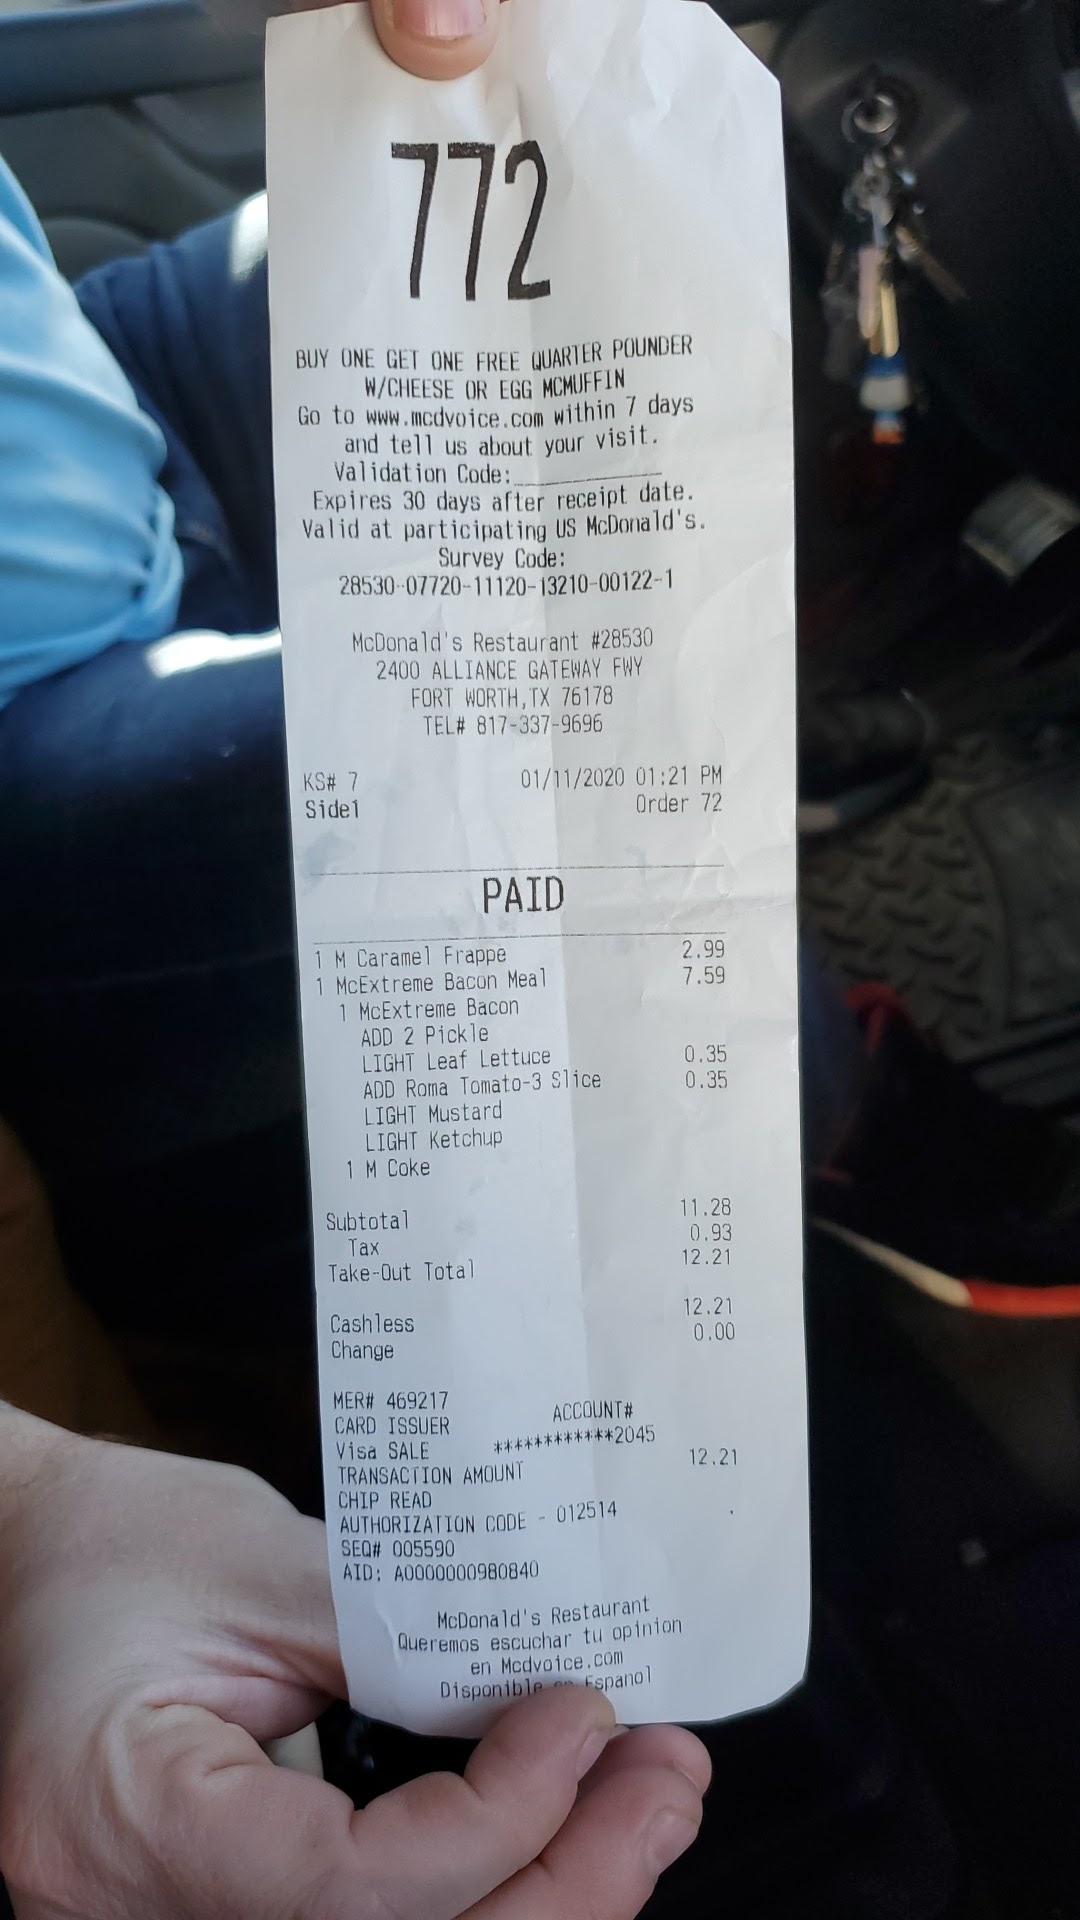 772
BUY ONE GET ONE FREE QUARTER POUNDER
W/CHEESE OR EGG MCMUFFIN
Go to www.mcdvoice.com within 7 days
and tell us about your visit.
Validation Code:
Expires 30 days after receipt date.
Valid at participating US McDonald's.
Survey Code:
28530-07720-11120-13210-00122-1
McDonald's Restaurant #28530
2400 ALLIANCE GATEWAY FWY
FORT WORTH,TX 76178
TEL# 817-337-9696
KS# 7 01/11/2020 01:21 PM
Side1 Order 72
PAID
1 M Caramel Frappe 2.99
1 McExtreme Bacon Meal 7.59
1 McExtreme Bacon
ADD 2 Pickle
LIGHT Leaf Lettuce 0.35
ADD Roma Tomato-3 Slice 0.35
LIGHT Mustard
LIGHT Ketchup
1 M Coke
Subtotal 11.28
Tax 0.93
Take-Out Total 12.21
Cashless 12.21
Change 0.00
MER# 469217
CARD ISSUER ACCOUNT#
Visa SALE ************2045
TRANSACTION AMOUNT 12.21
CHIP READ
AUTHORIZATION CODE - 012514
SEQ# 005590
AID: A0000000980840
McDonald's Restaurant
Queremos escuchar tu opinion
en Mcdvoice.com
Disponible en Espanol